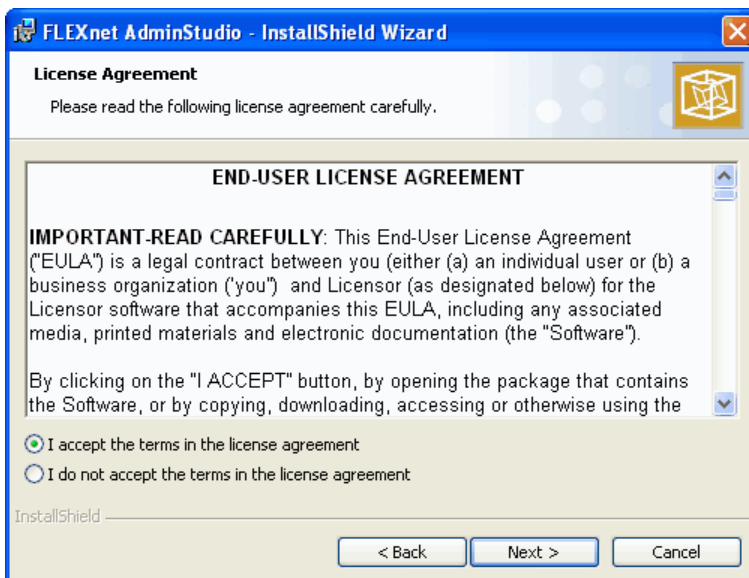 FLEXnet AdminStudio - InstallShield Wizard
License Agreement
Please read the following license agreement carefully.
END-USER LICENSE AGREEMENT
IMPORTANT-READ CAREFULLY: This End-User License Agreement
("EULA") is a legal contract between you (either (a) an individual user or (b) a
business organization ('you") and Licensor (as designated below) for the
Licensor software that accompanies this EULA, including any associated
media, printed materials and electronic documentation (the "Software").
By clicking on the "I ACCEPT" button, by opening the package that contains
the Software, or by copying, downloading, accessing or otherwise using the
I accept the terms in the license agreement
I do not accept the terms in the license agreement
InstallShield
< Back
Next >
Cancel